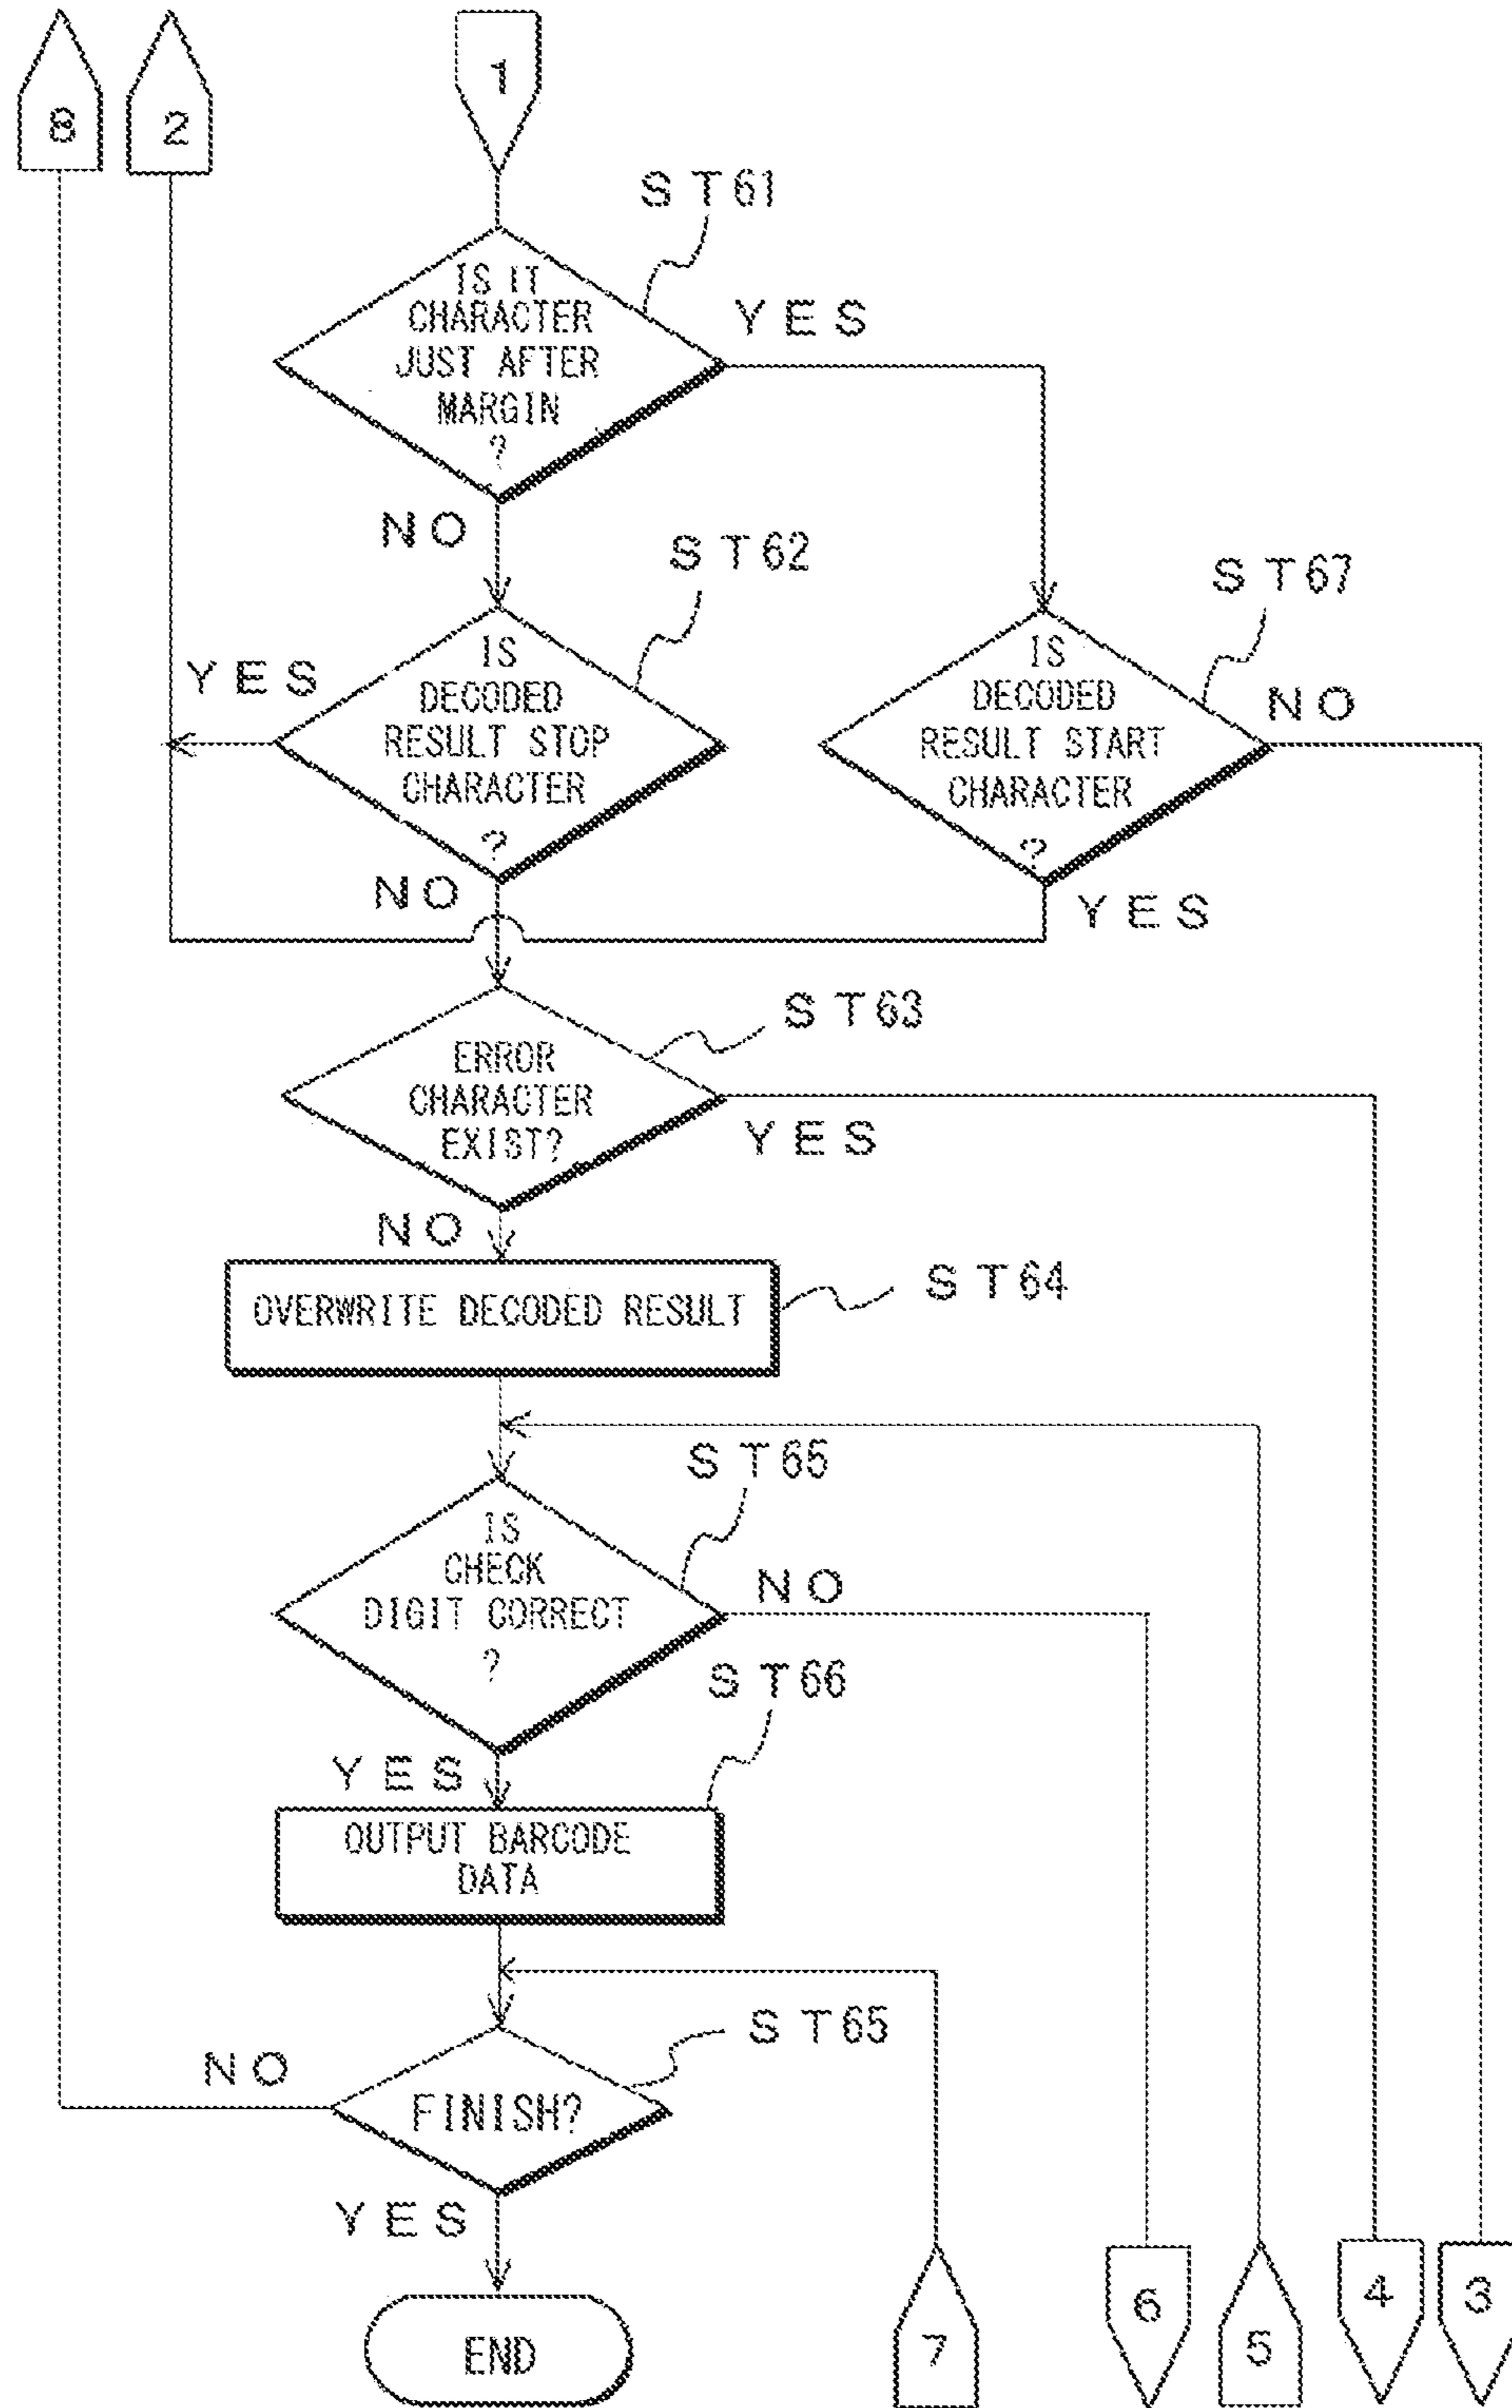 8
2
1
ST61
IS IT
CHARACTER
JUST AFTER
MARGIN
?
YES
NO
ST62
ST67
IS
DECODED
RESULT STOP
CHARACTER
?
YES
IS
DECODED
RESULT START
CHARACTER
?
NO
NO
YES
ST63
ERROR
CHARACTER
EXIST?
YES
NO
OVERWRITE DECODED RESULT
ST64
ST65
IS
CHECK
DIGIT CORRECT
?
NO
ST66
YES
OUTPUT BARCODE
DATA
ST65
NO
FINISH?
YES
END
7
6
5
4
3